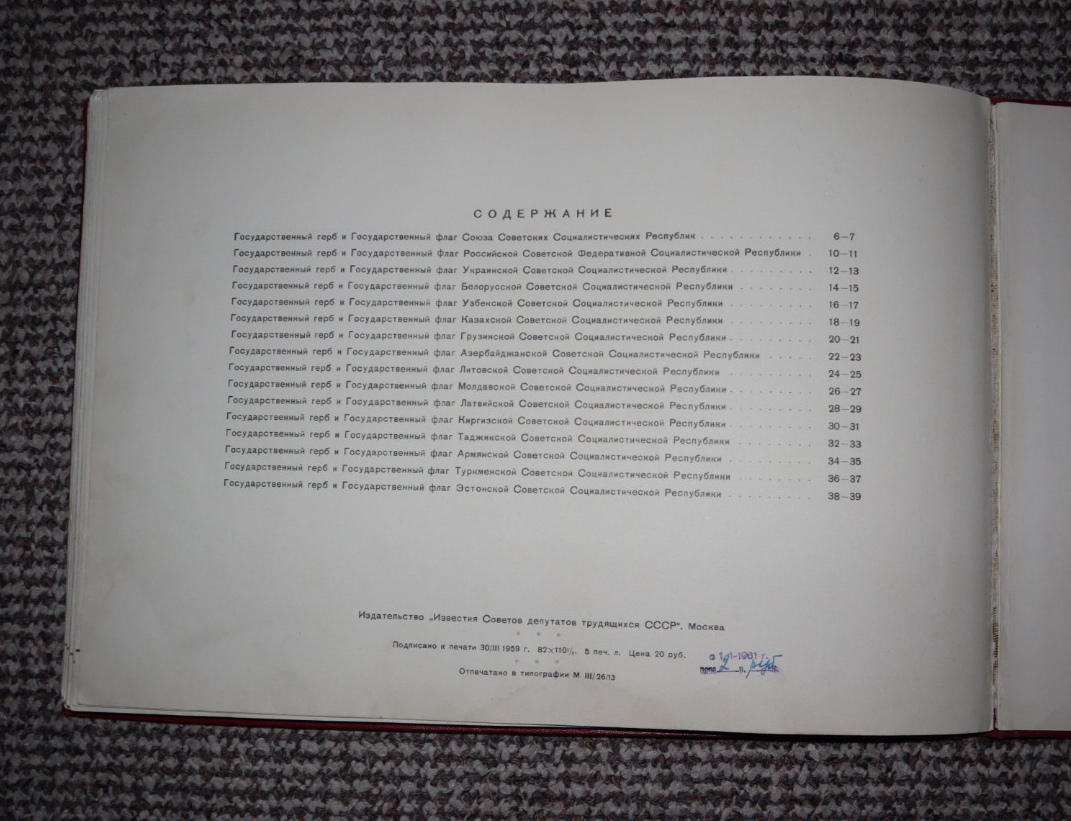 СОДЕРЖАНИЕ
Государственный герб и Государственный флаг Союза Советских Социалистических Республик . . . . . . . . . . . . 6—7
Государственный герб и Государственный флаг Российской Советской Федеративной Социалистической Республики . 10—11
Государственный герб и Государственный флаг Украинской Советской Социалистической Республики . . . . . . . . . 12—13
Государственный герб и Государственный флаг Белорусской Советской Социалистической Республики . . . . . . . . 14—15
Государственный герб и Государственный флаг Узбекской Советской Социалистической Республики . . . . . . . . . 16—17
Государственный герб и Государственный флаг Казахской Советской Социалистической Республики . . . . . . . . . 18—19
Государственный герб и Государственный флаг Грузинской Советской Социалистической Республики . . . . . . . . . 20—21
Государственный герб и Государственный флаг Азербайджанской Советской Социалистической Республики . . . . . 22—23
Государственный герб и Государственный флаг Литовской Советской Социалистической Республики . . . . . . . . . 24—25
Государственный герб и Государственный флаг Молдавской Советской Социалистической Республики . . . . . . . . . 26—27
Государственный герб и Государственный флаг Латвийской Советской Социалистической Республики . . . . . . . . . 28—29
Государственный герб и Государственный флаг Киргизской Советской Социалистической Республики . . . . . . . . . 30—31
Государственный герб и Государственный флаг Таджикской Советской Социалистической Республики . . . . . . . . 32—33
Государственный герб и Государственный флаг Армянской Советской Социалистической Республики . . . . . . . . . 34—35
Государственный герб и Государственный флаг Туркменской Советской Социалистической Республики . . . . . . . . 36—37
Государственный герб и Государственный флаг Эстонской Советской Социалистической Республики . . . . . . . . . 38—39
Издательство „Известия Советов депутатов трудящихся СССР". Москва
* * *
Подписано к печати 30/III 1959 г. 82×110 5 печ. л. Цена 20 руб.
* * *
Отпечатано в типографии М III/26/13
с 1/I-1961 г.
цена 2 р. руб